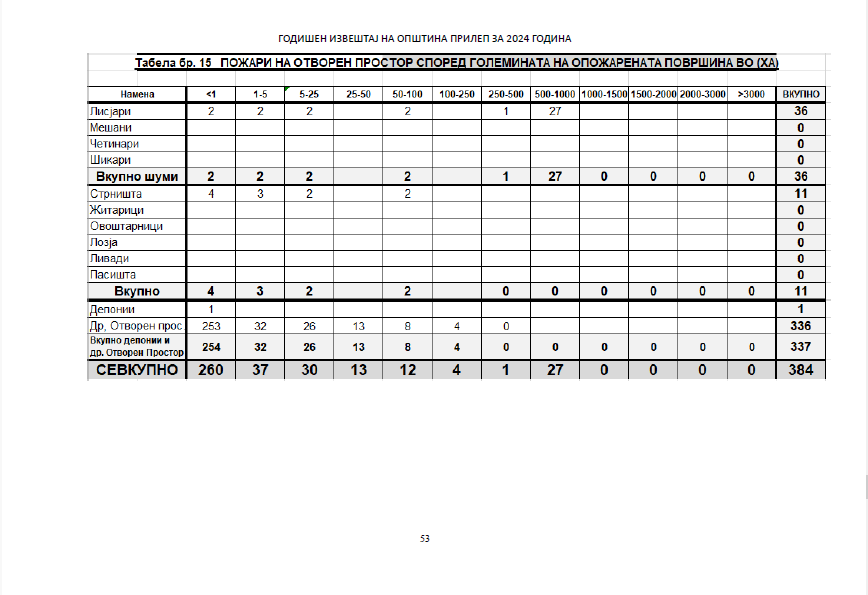 ГОДИШЕН ИЗВЕШТАЈ НА ОПШТИНА ПРИЛЕП ЗА 2024 ГОДИНА
Табела бр. 15 ПОЖАРИ НА ОТВОРЕН ПРОСТОР СПОРЕД ГОЛЕМИНАТА НА ОПОЖАРЕНАТА ПОВРШИНА ВО (ХА)
Намена <1 1-5 5-25 25-50 50-100 100-250 250-500 500-1000 1000-1500 1500-2000 2000-3000 >3000 ВКУПНО
Лисјари 2 2 2 2 1 27 36
Мешани 0
Четинари 0
Шикари 0
Вкупно шуми 2 2 2 2 1 27 0 0 0 0 36
Стрништа 4 3 2 2 11
Житарици 0
Овоштарници 0
Лозја 0
Ливади 0
Пасишта 0
Вкупно 4 3 2 2 0 0 0 0 0 0 11
Депонии 1 1
Др, Отворен прос 253 32 26 13 8 4 0 336
Вкупно депонии и
др. Отворен Простор 254 32 26 13 8 4 0 0 0 0 0 0 337
СЕВКУПНО 260 37 30 13 12 4 1 27 0 0 0 0 384
53